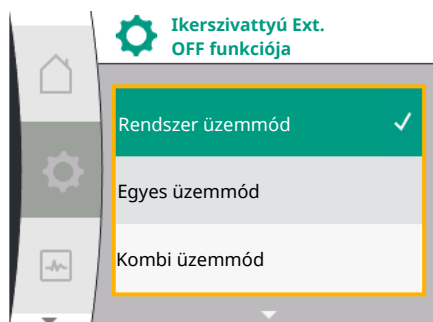 Ikerszivattyú Ext.
OFF funkciója
Rendszer üzemmód
Egyes üzemmód
Kombi üzemmód